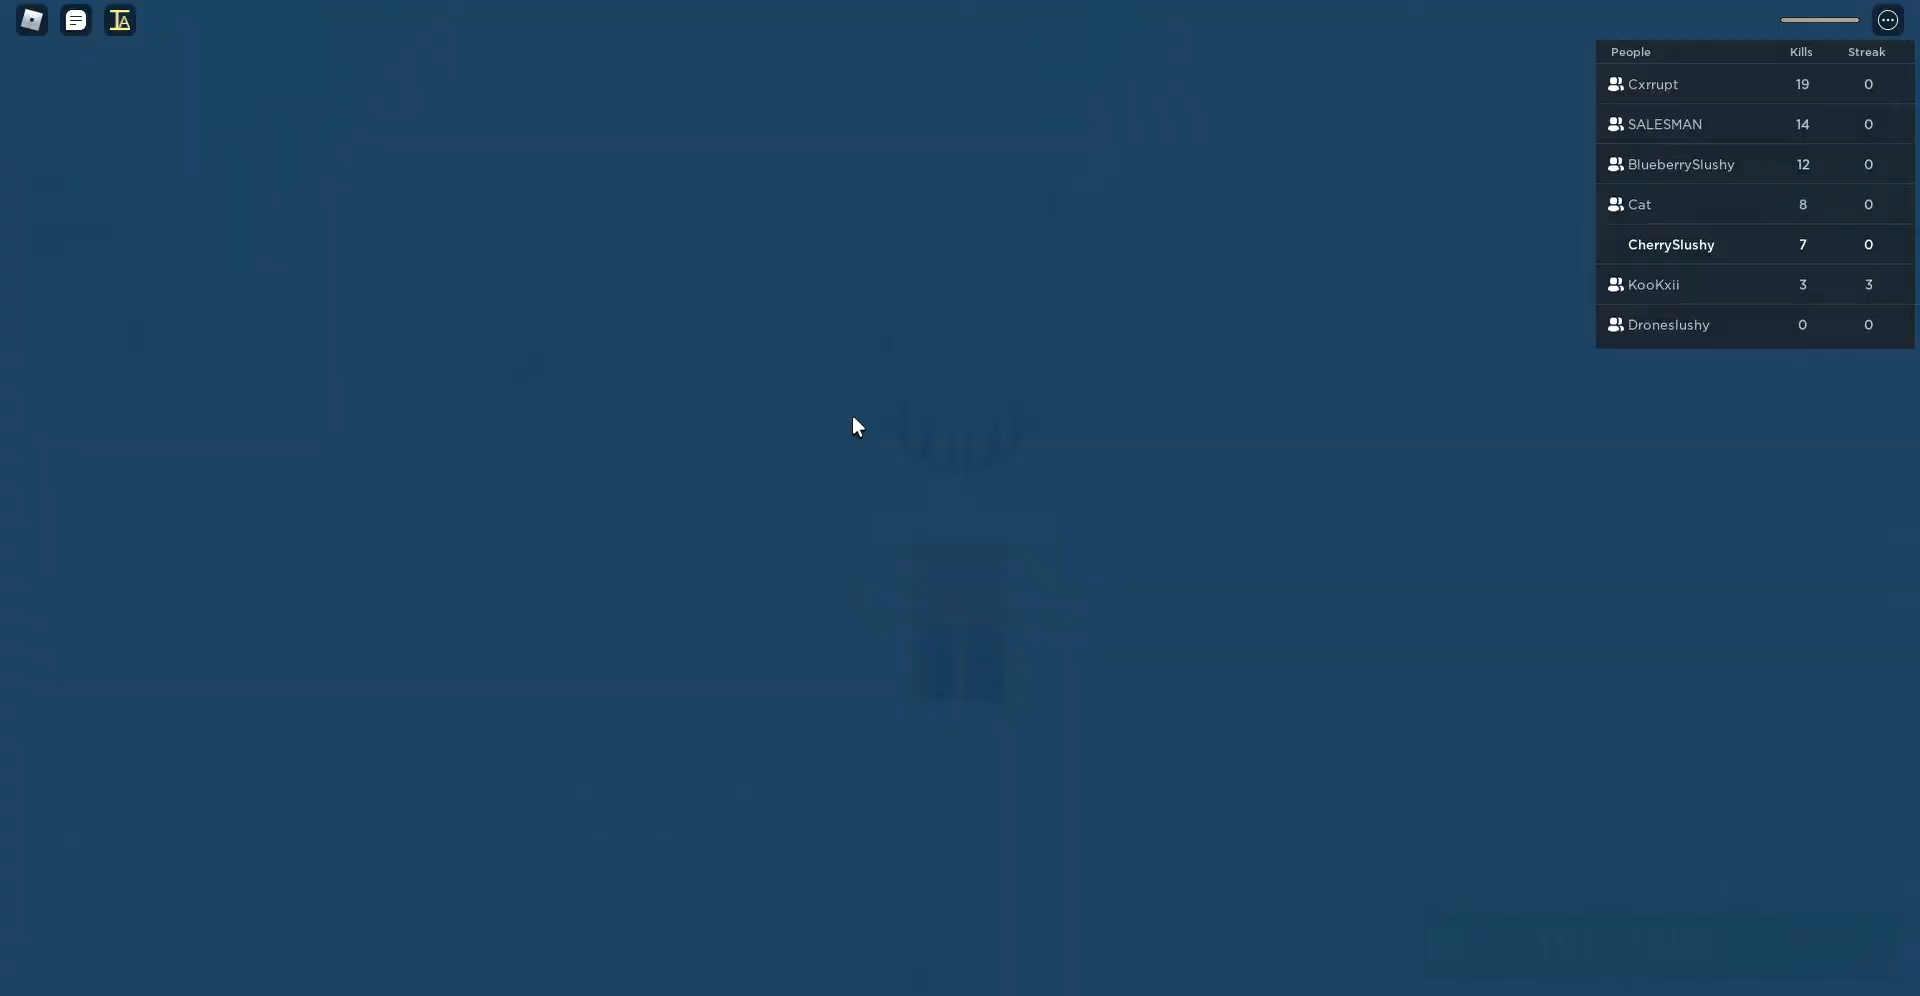 IA
People Kills Streak
Cxrrupt 19 0
SALESMAN 14 0
BlueberrySlushy 12 0
Cat 8 0
CherrySlushy 7 0
KooKxii 3 3
Droneslushy 0 0